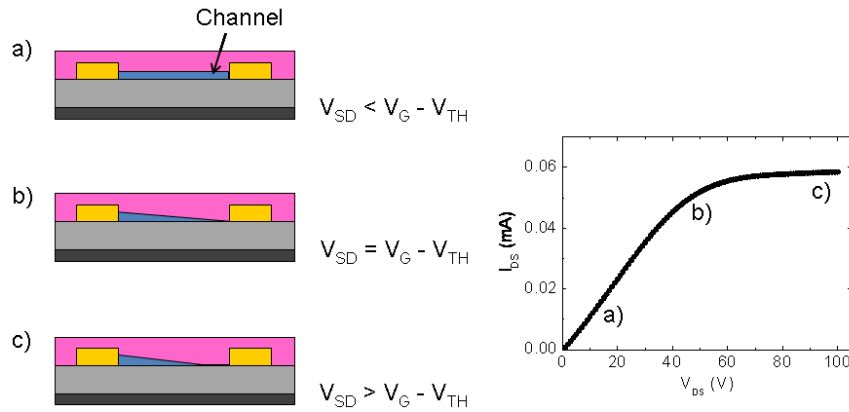 Channel
a)
V_SD < V_G - V_TH
b)
V_SD = V_G - V_TH
c)
V_SD > V_G - V_TH
I_DS (mA)
0.06
0.04
0.02
0.00
a)
b)
c)
0 20 40 60 80 100
V_DS (V)